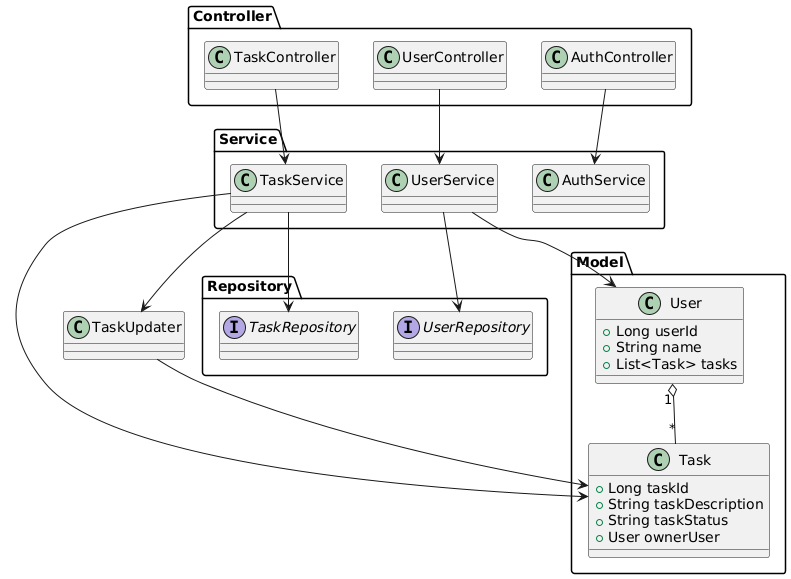 Controller
C TaskController
C UserController
C AuthController
Service
C TaskService
C UserService
C AuthService
Model
C User
+ Long userId
+ String name
+ List<Task> tasks
Repository
C TaskUpdater
I TaskRepository
I UserRepository
1
*
C Task
Long taskId
String taskDescription
String taskStatus
User ownerUser